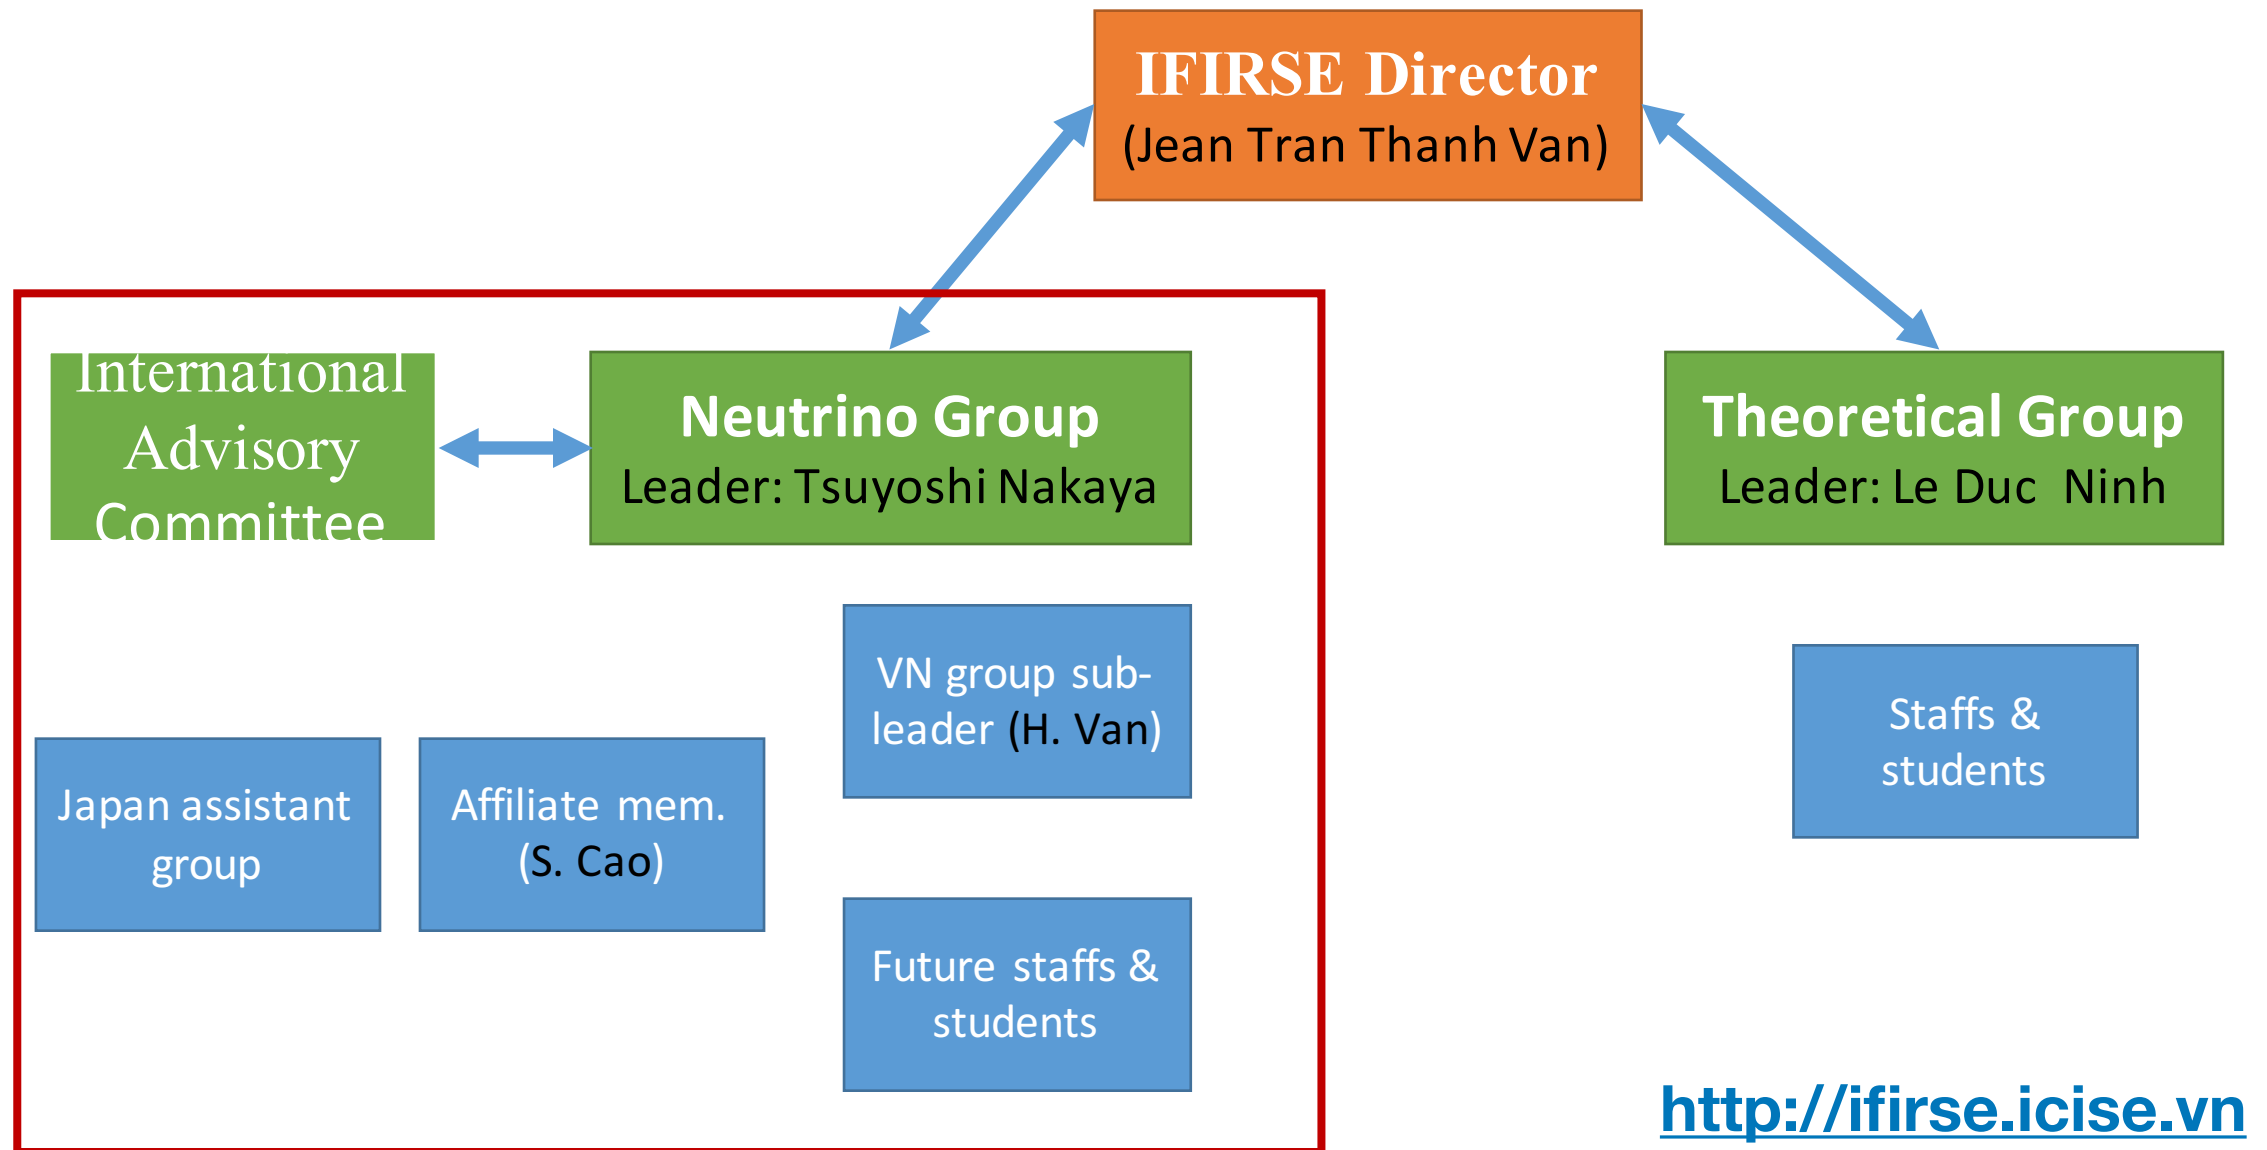 IFIRSE Director
(Jean Tran Thanh Van)
International
Advisory
Committee
Neutrino Group
Leader: Tsuyoshi Nakaya
Theoretical Group
Leader: Le Duc Ninh
VN group sub-
leader (H. Van)
Staffs &
students
Japan assistant
group
Affiliate mem.
(S. Cao)
Future staffs &
students
http://ifirse.icise.vn